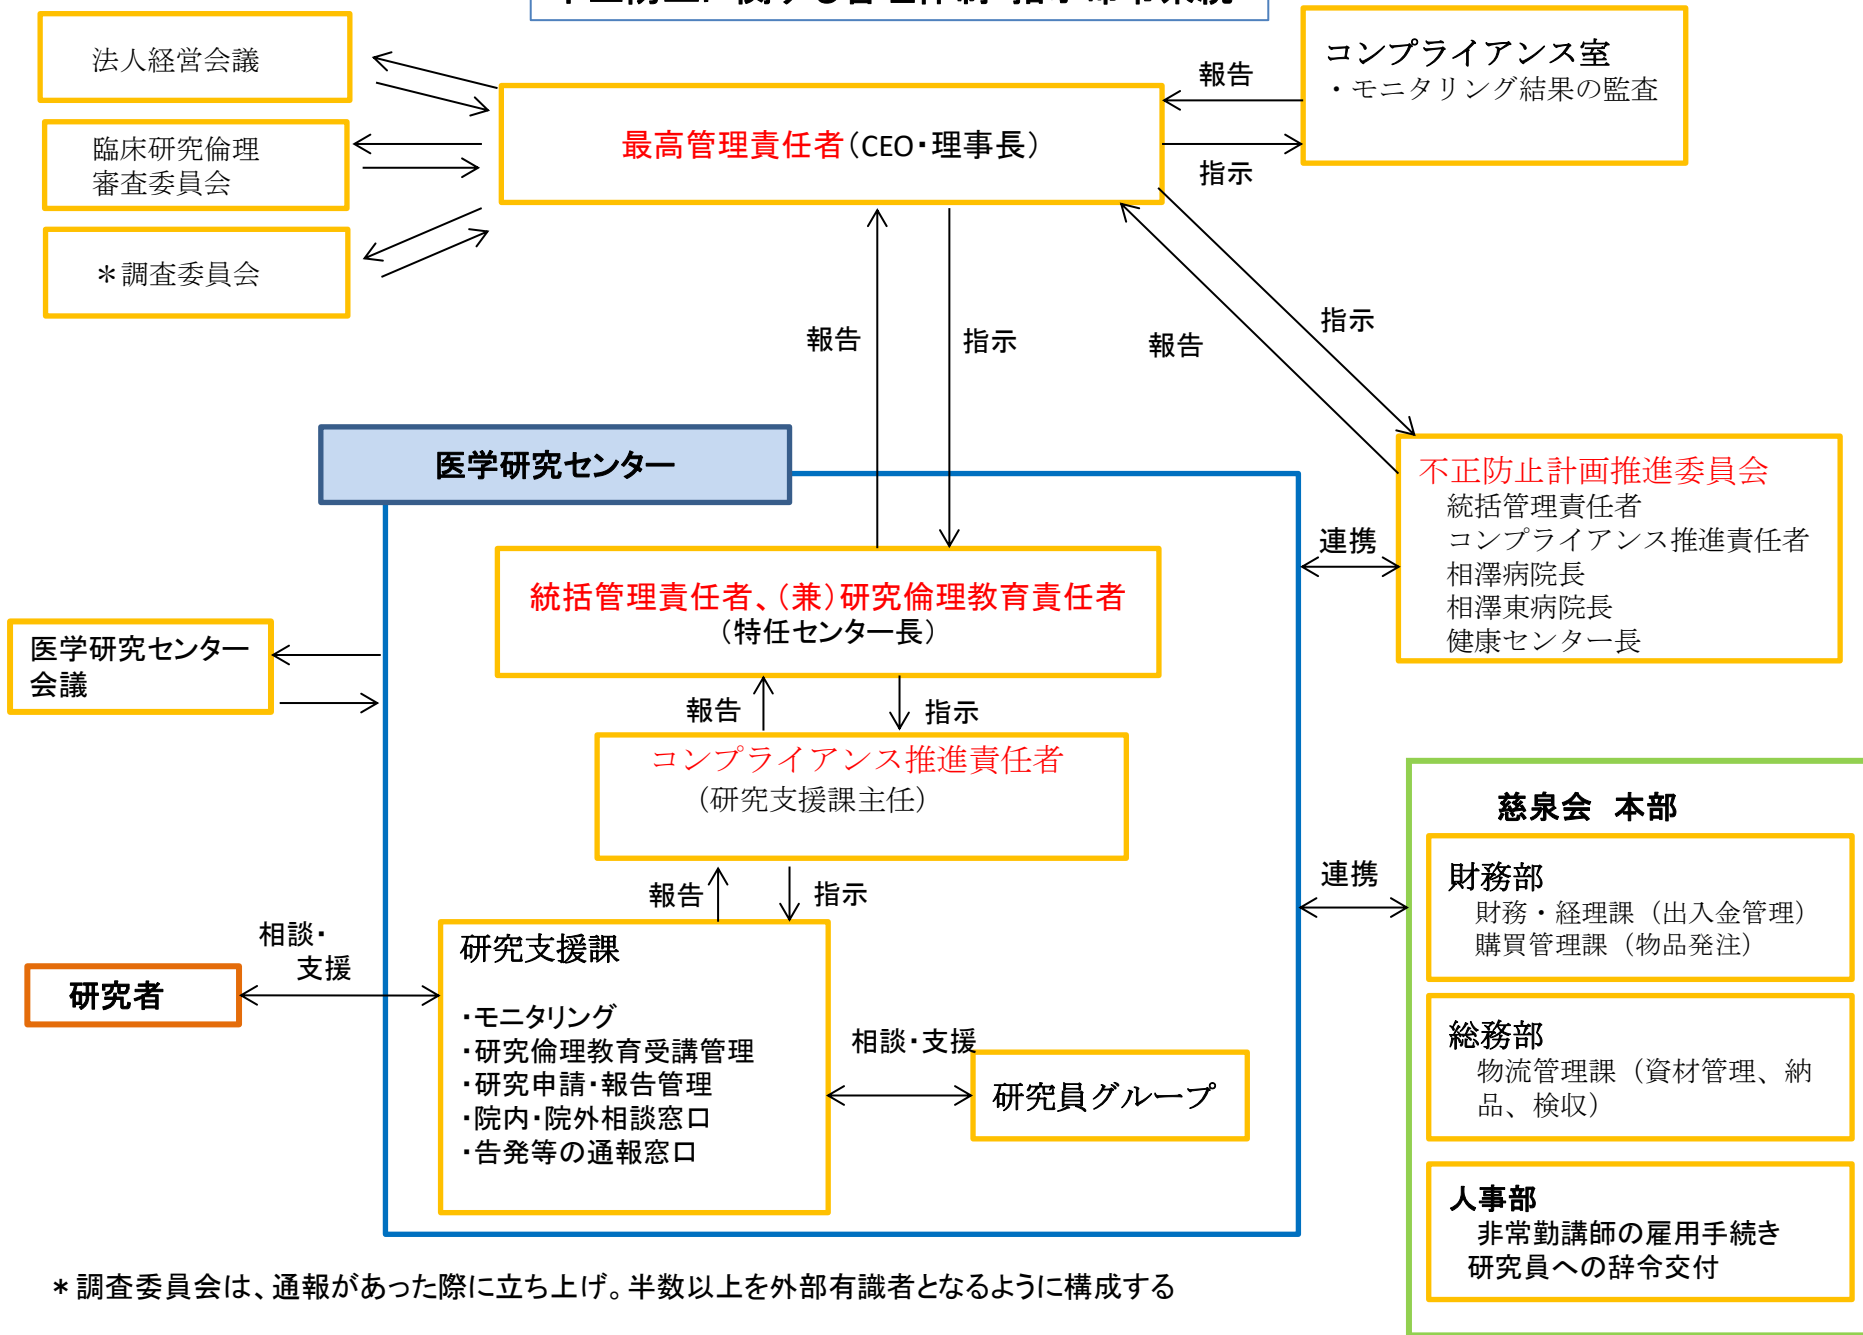 法人経営会議
臨床研究倫理
審査委員会
＊調査委員会
最高管理責任者（CEO・理事長）
コンプライアンス室
・モニタリング結果の監査
報告
指示
報告
指示
報告
指示
医学研究センター
不正防止計画推進委員会
統括管理責任者
コンプライアンス推進責任者
相澤病院長
相澤東病院長
健康センター長
連携
統括管理責任者、（兼）研究倫理教育責任者
（特任センター長）
医学研究センター
会議
報告
指示
コンプライアンス推進責任者
（研究支援課主任）
報告
指示
連携
相談・
支援
研究者
研究支援課
・モニタリング
・研究倫理教育受講管理
・研究申請・報告管理
・院内・院外相談窓口
・告発等の通報窓口
相談・支援
研究員グループ
慈泉会　本部
財務部
財務・経理課（出入金管理）
購買管理課（物品発注）
総務部
物流管理課（資材管理、納
品、検収）
人事部
非常勤講師の雇用手続き
研究員への辞令交付
＊調査委員会は、通報があった際に立ち上げ。半数以上を外部有識者となるように構成する